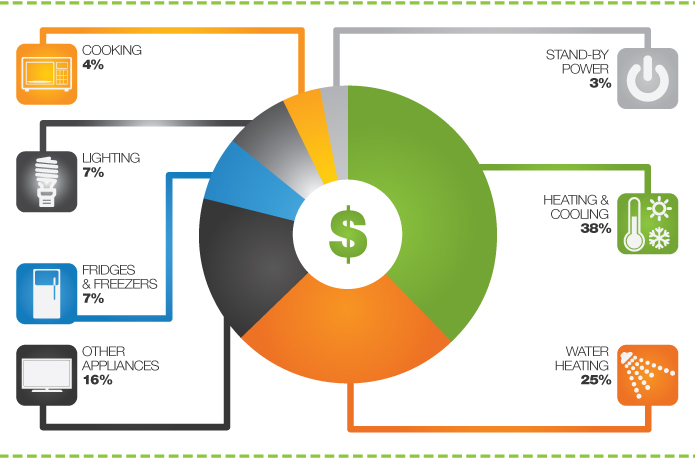 COOKING
4%
LIGHTING
7%
FRIDGES
& FREEZERS
7%
OTHER
APPLIANCES
16%
$
STAND-BY
POWER
3%
HEATING &
COOLING
38%
WATER
HEATING
25%